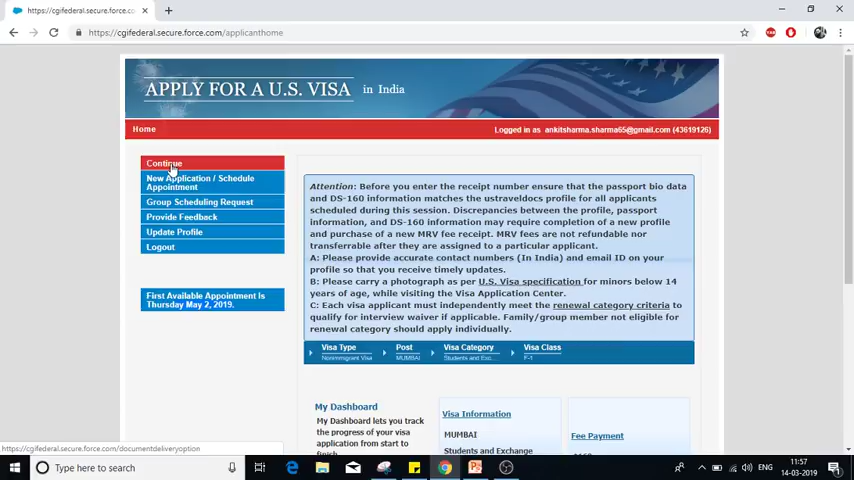 https://cgifederal.secure.force.co
https://cgifederal.secure.force.com/applicanthome
APPLY FOR A U.S. VISA in India
Home
Logged in as ankitsharma.sharma65@gmail.com (43619126)
Continue
New Application / Schedule
Appointment
Group Scheduling Request
Provide Feedback
Update Profile
Logout
First Available Appointment Is
Thursday May 2, 2019.
Attention: Before you enter the receipt number ensure that the passport bio data
and DS-160 information matches the ustraveldocs profile for all applicants
scheduled during this session. Discrepancies between the profile, passport
information, and DS-160 information may require completion of new profile
and purchase of a new MRV fee receipt. MRV fees are not refundable nor
transferrable after they are assigned to a particular applicant.
A: Please provide accurate contact numbers (In India) and email ID on your
profile so that you receive timely updates.
B: Please carry a photograph as per U.S. Visa specification for minors below 14
years of age, while visiting the Visa Application Center.
C: Each visa applicant must independently meet the renewal category criteria to
qualify for interview waiver if applicable. Family/group member not eligible for
renewal category should apply individually.
Visa Type Post Visa Category Visa Class
Nonimmigrant Visa MUMBAI Students and Exc... F-1
My Dashboard
My Dashboard lets you track
the progress of your visa
application from start to
finish
Visa Information
MUMBAI
Students and Exchange
Fee Payment
https://cgifederal.secure.force.com/documentdeliveryoption
Type here to search
ENG
11:57
14-03-2019